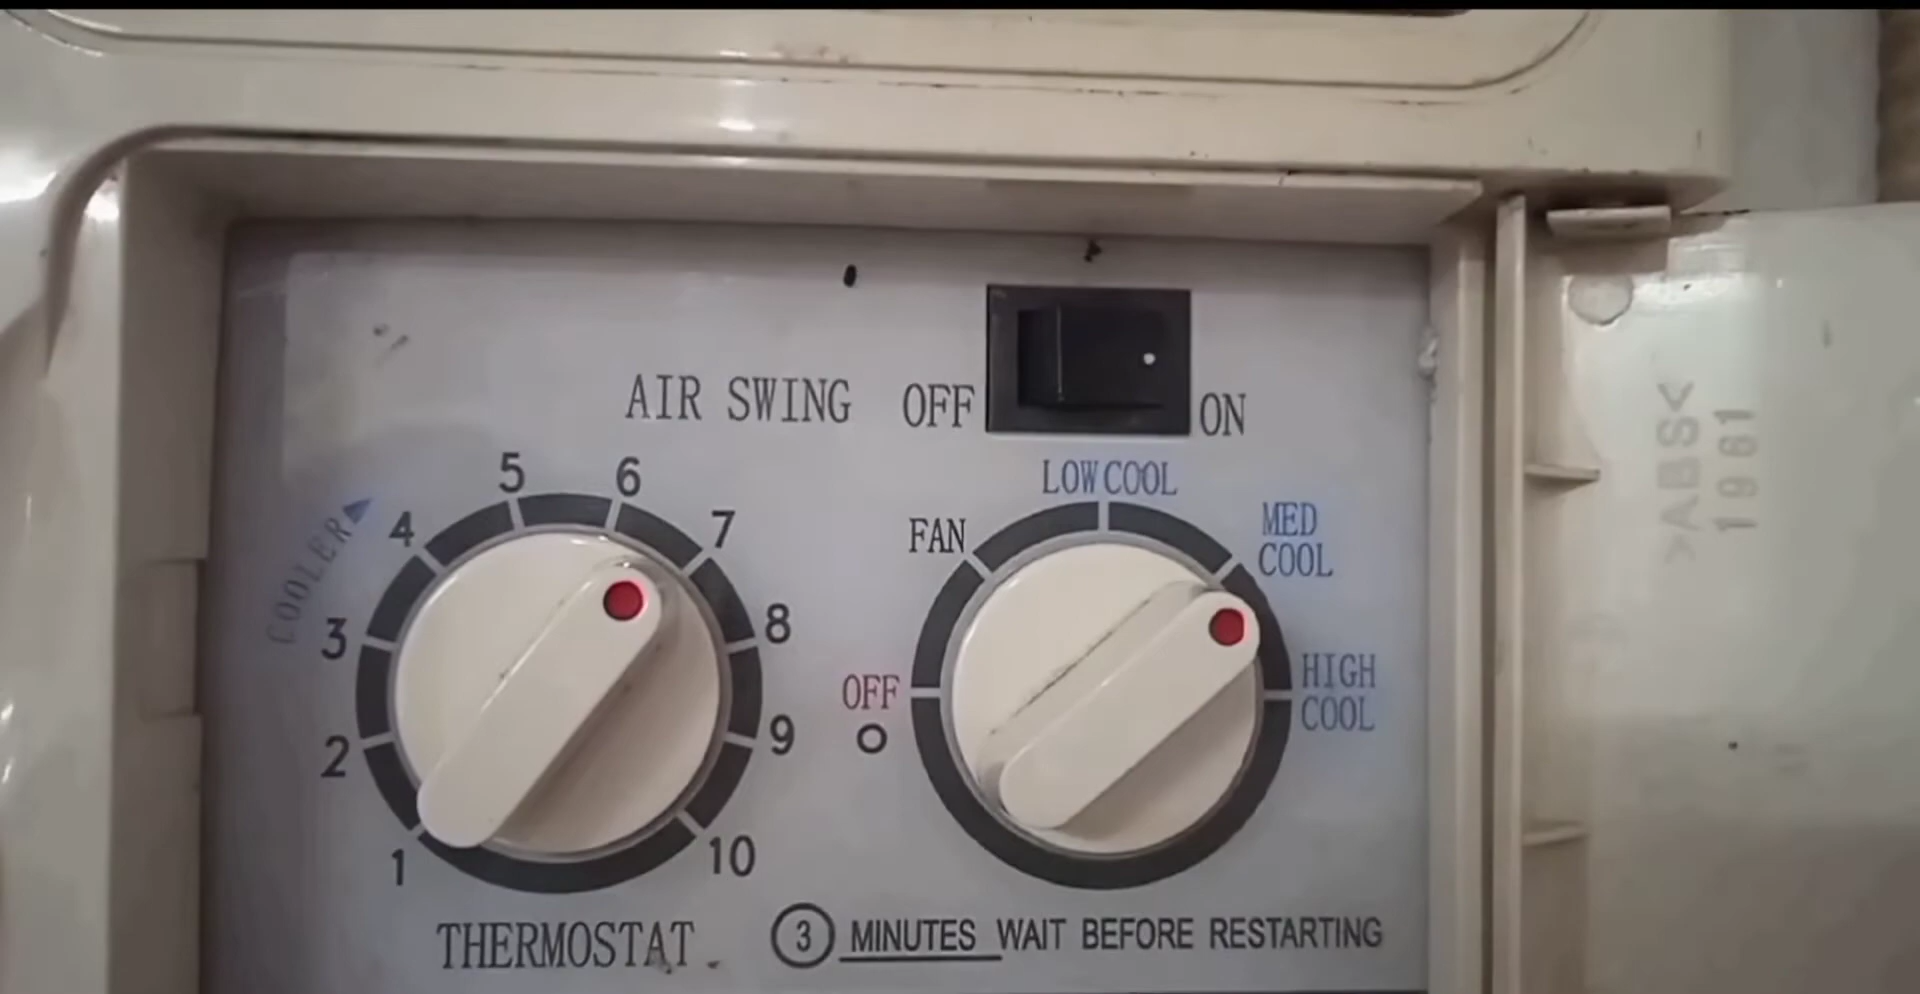 AIR SWING OFF ON
COOLER
1
2
3
4
5
6
7
8
9
10
THERMOSTAT
OFF
O
FAN
LOW COOL
MED
COOL
HIGH
COOL
3 MINUTES WAIT BEFORE RESTARTING
>ABS<
1961